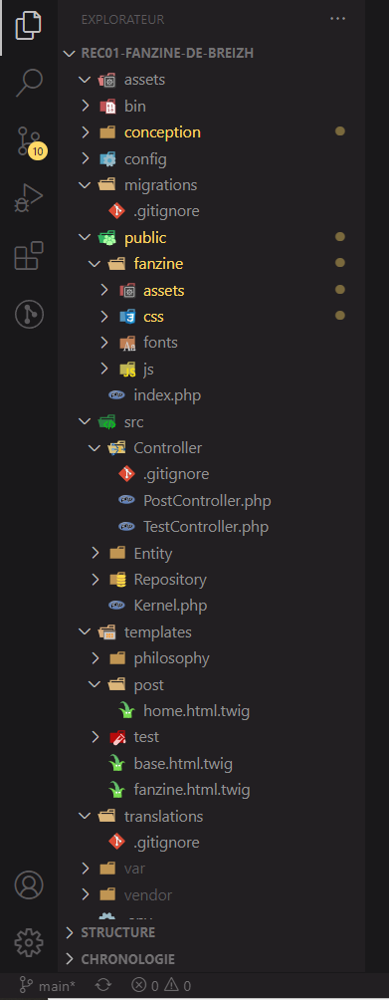 EXPLORATEUR
REC01-FANZINE-DE-BREIZH
assets
bin
conception
config
migrations
.gitignore
public
fanzine
assets
css
fonts
js
index.php
src
Controller
.gitignore
PostController.php
TestController.php
Entity
Repository
Kernel.php
templates
philosophy
post
home.html.twig
test
base.html.twig
fanzine.html.twig
translations
.gitignore
var
vendor
STRUCTURE
CHRONOLOGIE
10
main* 0 0